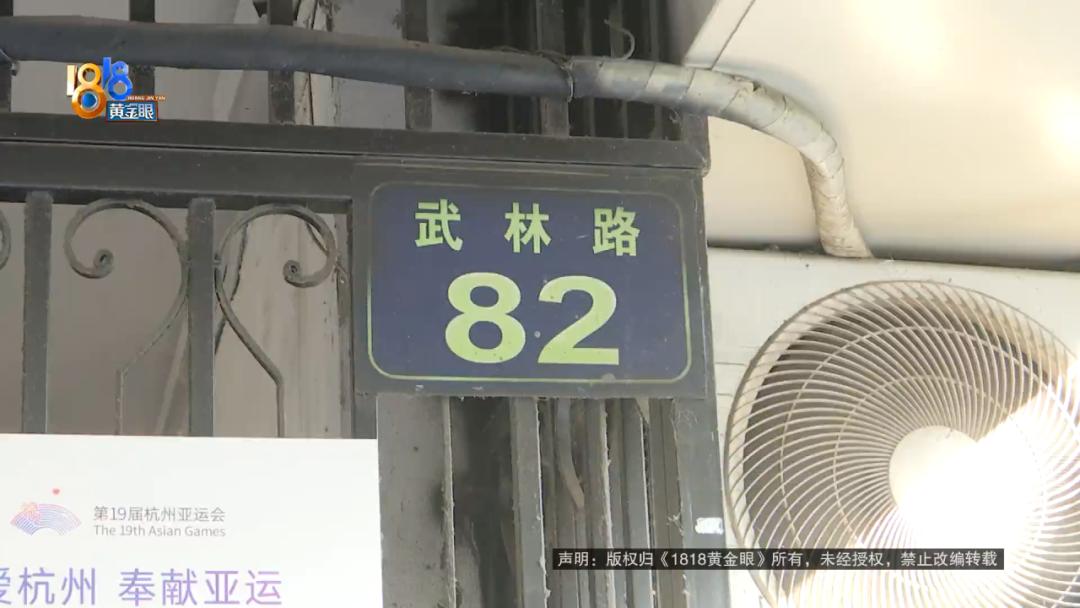 1818
黄金眼
武林路
82
第19届杭州亚运会
The 19th Asian Games
爱杭州 奉献亚运
声明：版权归《1818黄金眼》所有，未经授权，禁止改编转载